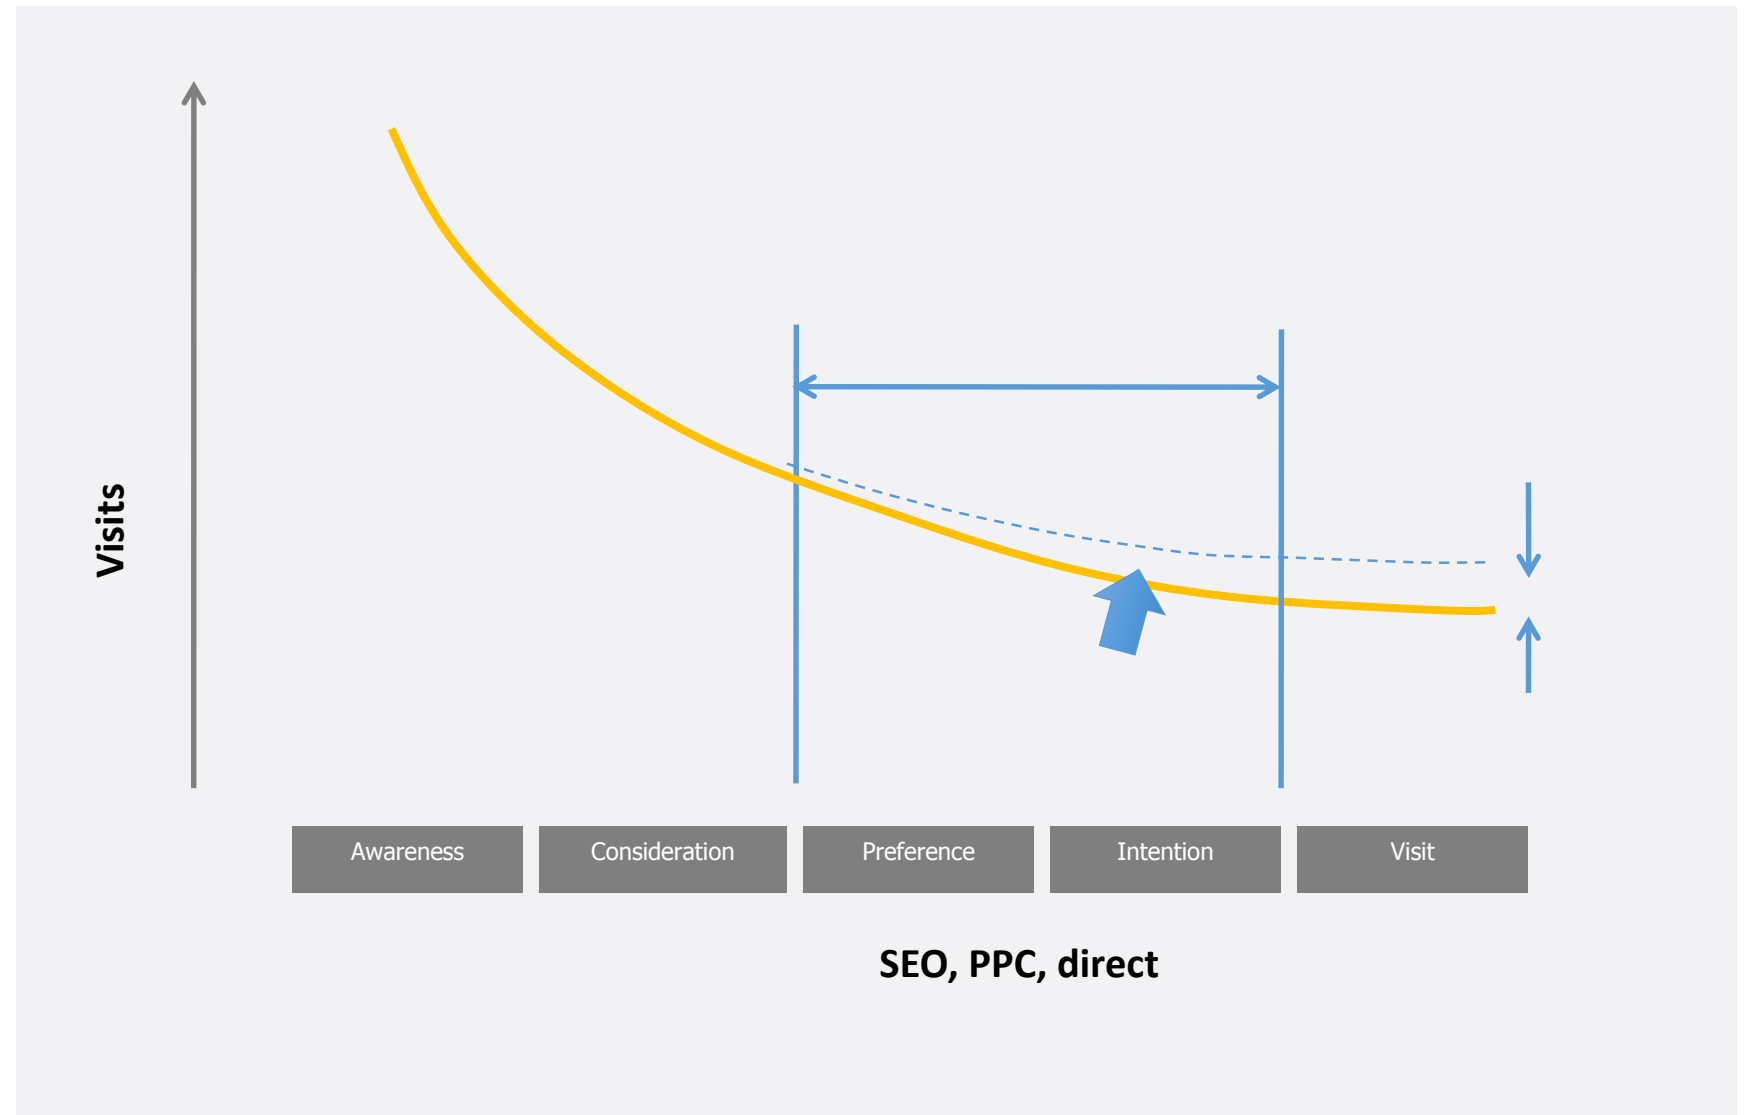 Visits
Awareness
Consideration
Preference
Intention
Visit
SEO, PPC, direct